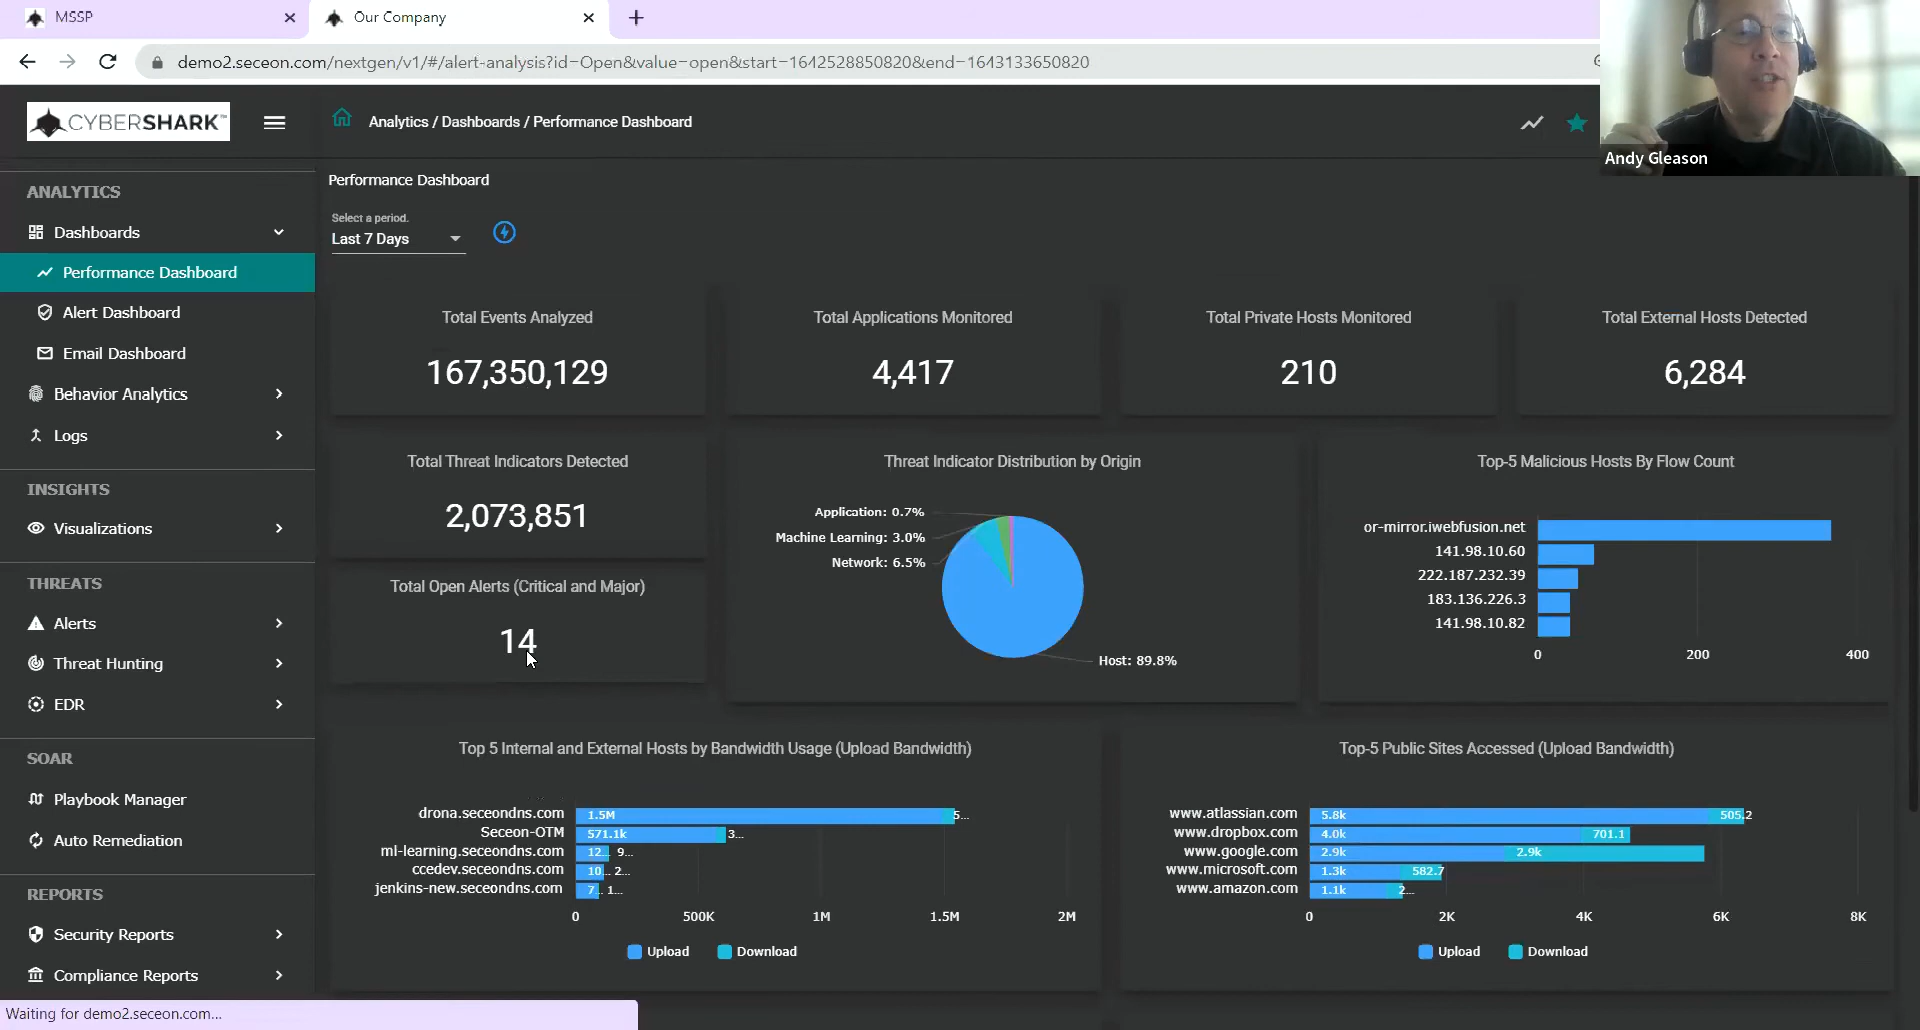 MSSP
Our Company
demo2.seceon.com/nextgen/v1/#/alert-analysis?id=Open&value=open&start=1642528850820&end=1643133650820
CYBERSHARK™
Analytics / Dashboards / Performance Dashboard
Andy Gleason
ANALYTICS
Dashboards
Performance Dashboard
Alert Dashboard
Email Dashboard
Behavior Analytics
Logs
INSIGHTS
Visualizations
THREATS
Alerts
Threat Hunting
EDR
SOAR
Playbook Manager
Auto Remediation
REPORTS
Security Reports
Compliance Reports
Performance Dashboard
Select a period.
Last 7 Days
Total Events Analyzed
167,350,129
Total Applications Monitored
4,417
Total Private Hosts Monitored
210
Total External Hosts Detected
6,284
Total Threat Indicators Detected
2,073,851
Total Open Alerts (Critical and Major)
14
Threat Indicator Distribution by Origin
Application: 0.7%
Machine Learning: 3.0%
Network: 6.5%
Host: 89.8%
Top-5 Malicious Hosts By Flow Count
or-mirror.iwebfusion.net
141.98.10.60
222.187.232.39
183.136.226.3
141.98.10.82
0 200 400
Top 5 Internal and External Hosts by Bandwidth Usage (Upload Bandwidth)
drona.seceondns.com 1.5M 5...
Seceon-OTM 571.1k 3...
ml-learning.seceondns.com 12... 9...
ccedev.seceondns.com 10... 2...
jenkins-new.seceondns.com 7... 1...
0 500K 1M 1.5M 2M
Upload Download
Top-5 Public Sites Accessed (Upload Bandwidth)
www.atlassian.com 5.8k 505.2
www.dropbox.com 4.0k 701.1
www.google.com 2.9k 2.9k
www.microsoft.com 1.3k 582.7
www.amazon.com 1.1k 2...
0 2K 4K 6K 8K
Upload Download
Waiting for demo2.seceon.com...